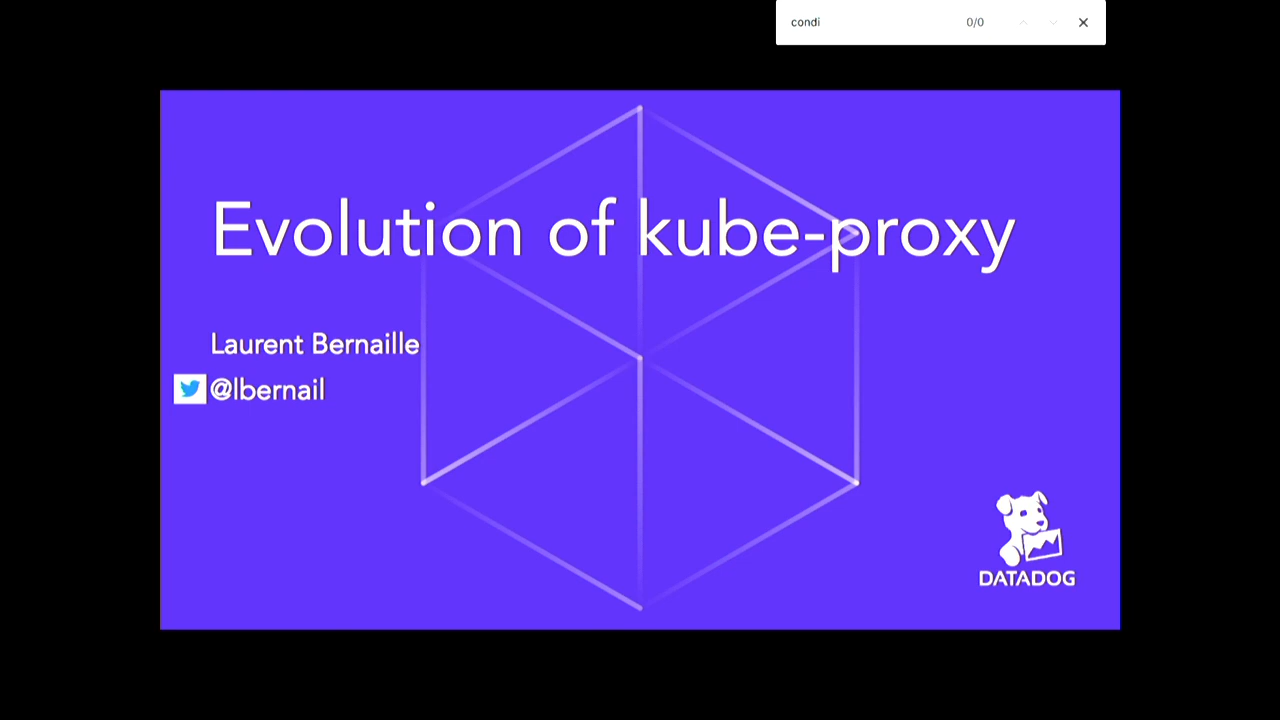 condi 0/0
Evolution of kube-proxy
Laurent Bernaille
@lbernail
DATADOG